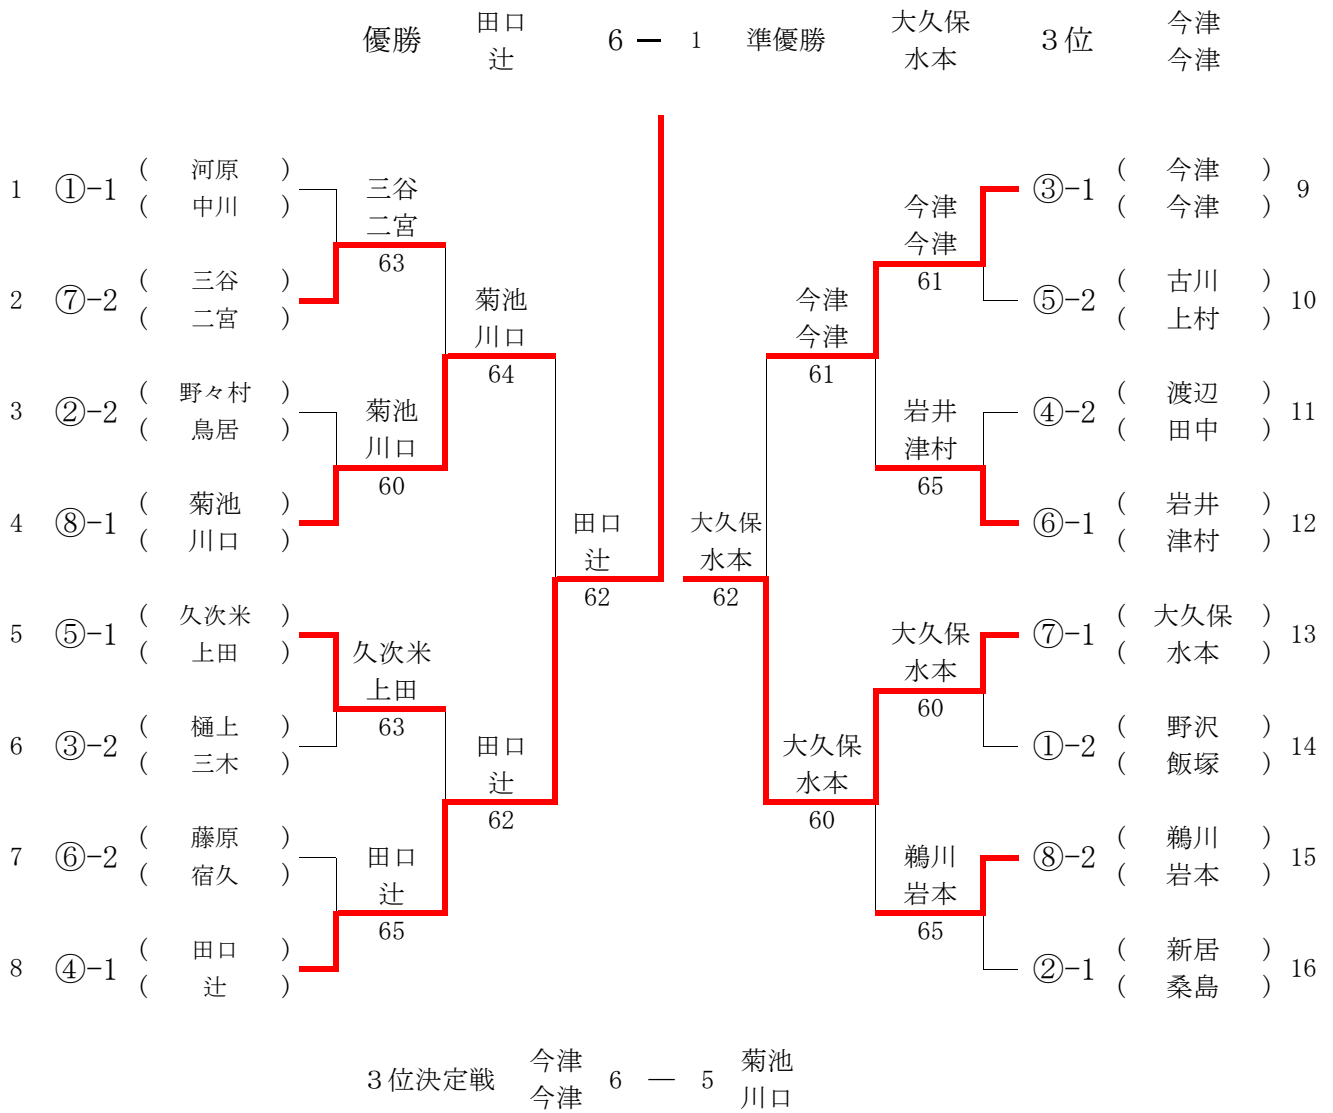 優勝 田口 辻 6 ー 1 準優勝 大久保 水本 ３位 今津 今津
1 ①-1 ( 河原 )
( 中川 )
2 ⑦-2 ( 三谷 )
( 二宮 )
3 ②-2 ( 野々村 )
( 鳥居 )
4 ⑧-1 ( 菊池 )
( 川口 )
5 ⑤-1 ( 久次米 )
( 上田 )
6 ③-2 ( 樋上 )
( 三木 )
7 ⑥-2 ( 藤原 )
( 宿久 )
8 ④-1 ( 田口 )
( 辻 )
三谷
二宮
63
菊池
川口
60
久次米
上田
63
田口
辻
65
菊池
川口
64
田口
辻
62
田口
辻
62
大久保
水本
62
今津
今津
61
大久保
水本
60
今津
今津
61
岩井
津村
65
大久保
水本
60
鵜川
岩本
65
③-1 ( 今津 ) 9
( 今津 )
⑤-2 ( 古川 ) 10
( 上村 )
④-2 ( 渡辺 ) 11
( 田中 )
⑥-1 ( 岩井 ) 12
( 津村 )
⑦-1 ( 大久保 ) 13
( 水本 )
①-2 ( 野沢 ) 14
( 飯塚 )
⑧-2 ( 鵜川 ) 15
( 岩本 )
②-1 ( 新居 ) 16
( 桑島 )
３位決定戦 今津 今津 6 ― 5 菊池 川口